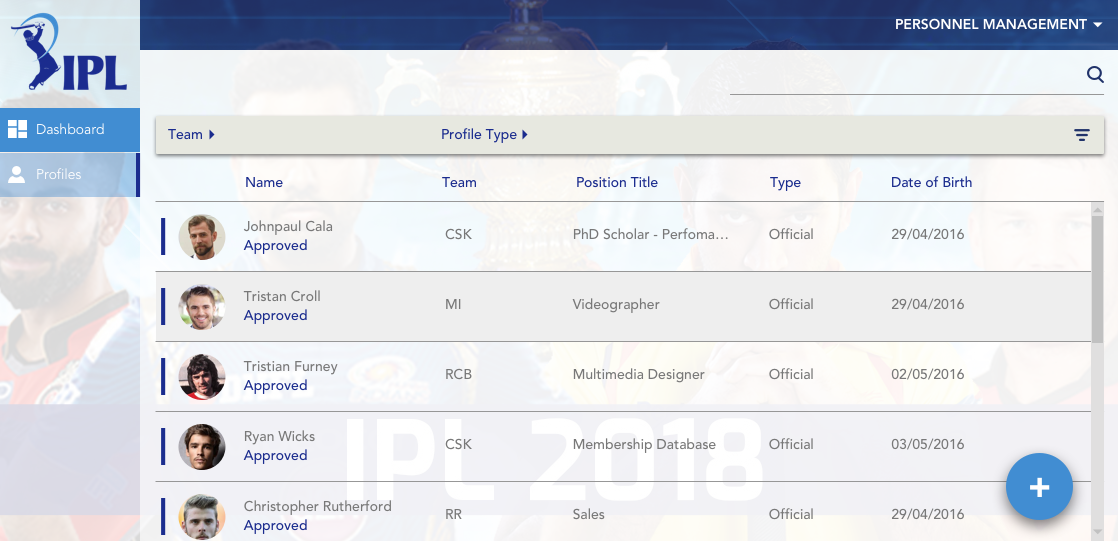 IPL
PERSONNEL MANAGEMENT
Dashboard
Profiles
Team
Profile Type
Name
Team
Position Title
Type
Date of Birth
Johnpaul Cala
Approved
CSK
PhD Scholar - Perfoma...
Official
29/04/2016
Tristan Croll
Approved
MI
Videographer
Official
29/04/2016
Tristian Furney
Approved
RCB
Multimedia Designer
Official
02/05/2016
Ryan Wicks
Approved
CSK
Membership Database
Official
03/05/2016
IPL 2018
Christopher Rutherford
Approved
RR
Sales
Official
29/04/2016